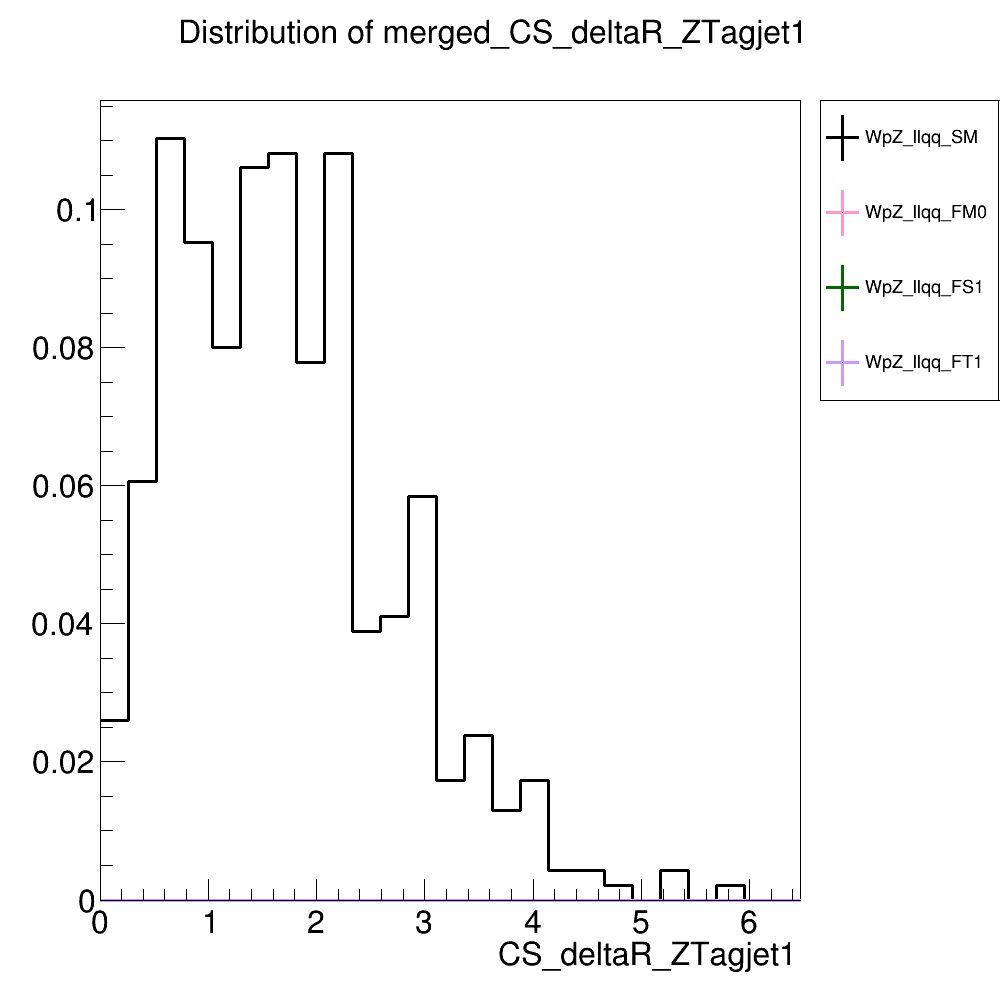 Distribution of merged_CS_deltaR_ZTagjet1
WpZ_llqq_SM
WpZ_llqq_FM0
WpZ_llqq_FS1
WpZ_llqq_FT1
0.1
0.08
0.06
0.04
0.02
0
0 1 2 3 4 5 6
CS_deltaR_ZTagjet1